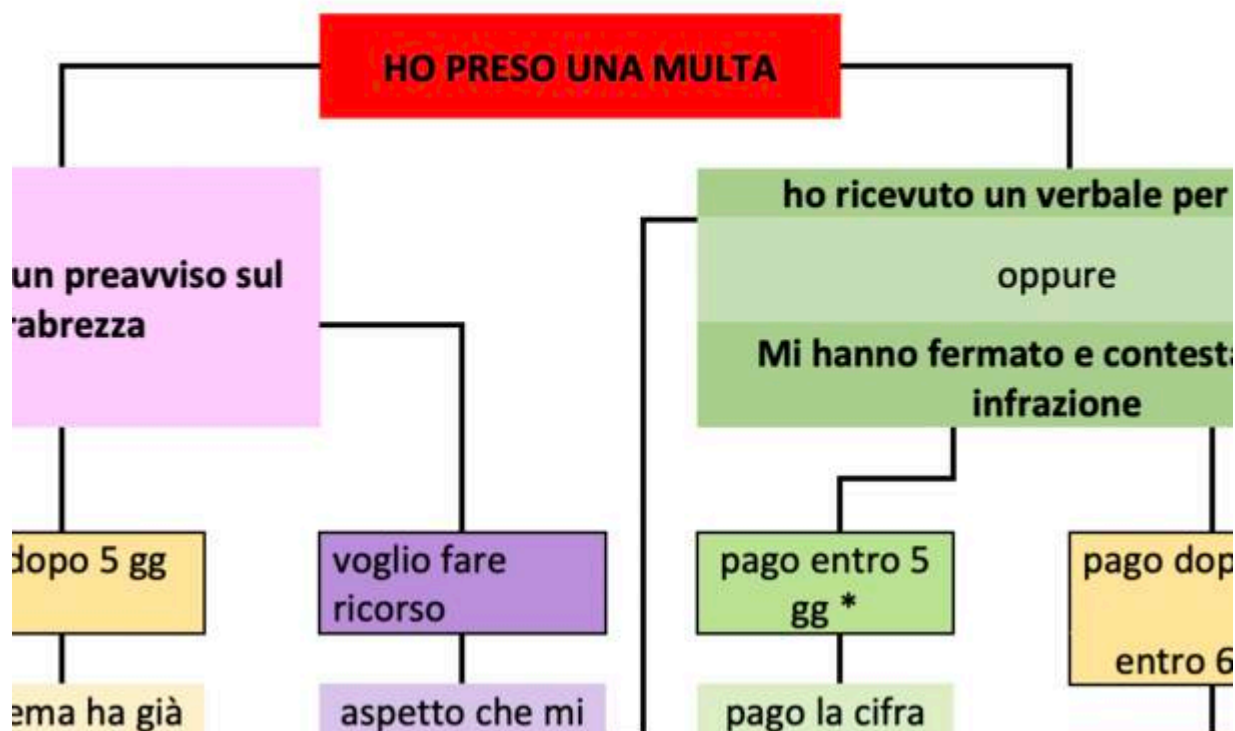 HO PRESO UNA MULTA
un preavviso sul
rabrezza
ho ricevuto un verbale per
oppure
Mi hanno fermato e contesta
infrazione
dopo 5 gg
voglio fare
ricorso
pago entro 5
gg *
pago dop
entro 6
ema ha già
aspetto che mi
pago la cifra